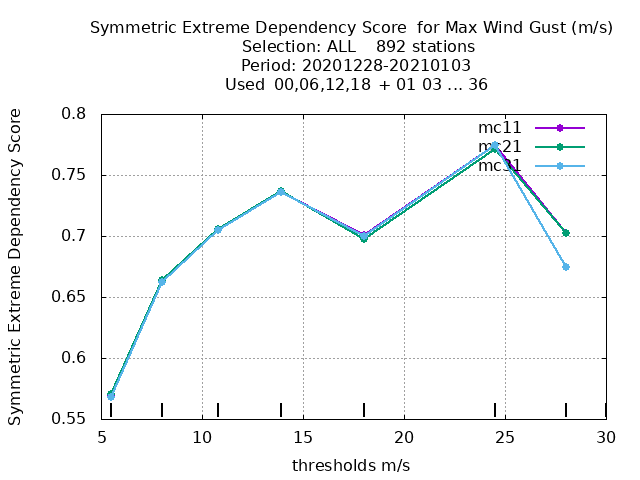 Symmetric Extreme Dependency Score  for Max Wind Gust (m/s)
Selection: ALL    892 stations
Period: 20201228-20210103
Used  00,06,12,18  + 01 03 ... 36
Symmetric Extreme Dependency Score
0.8
0.75
0.7
0.65
0.6
0.55
mc11
mc21
mc31
5
10
15
20
25
30
thresholds m/s